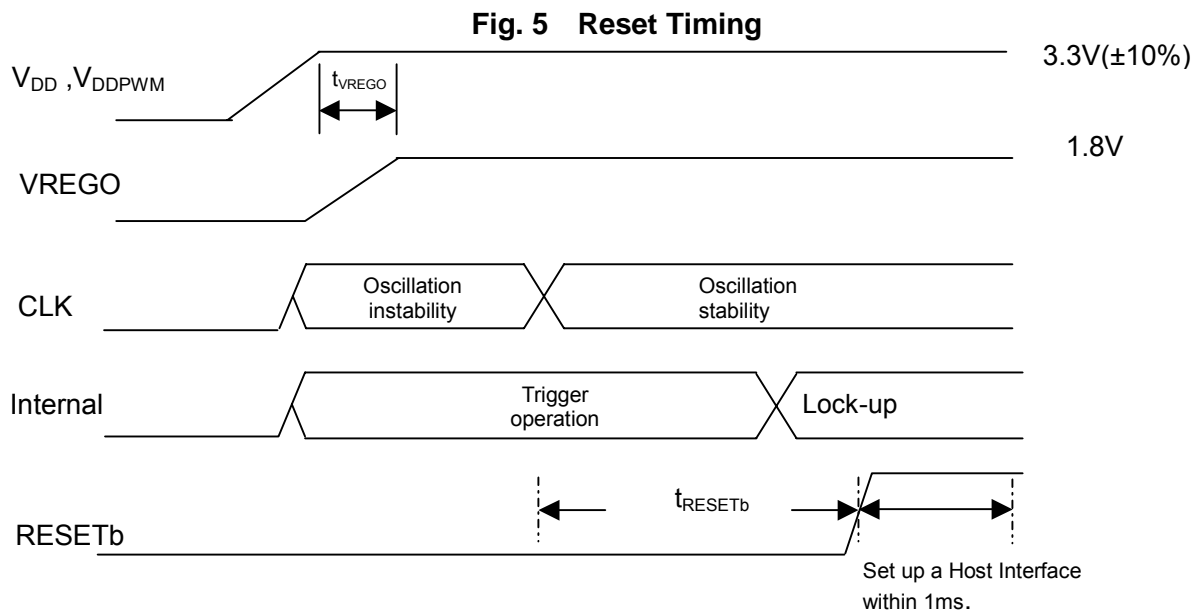 Fig. 5 Reset Timing
VDD ,VDDPWM
tVREGO
3.3V(±10%)
VREGO
1.8V
CLK
Oscillation
instability
Oscillation
stability
Internal
Trigger
operation
Lock-up
RESETb
tRESETb
Set up a Host Interface
within 1ms.